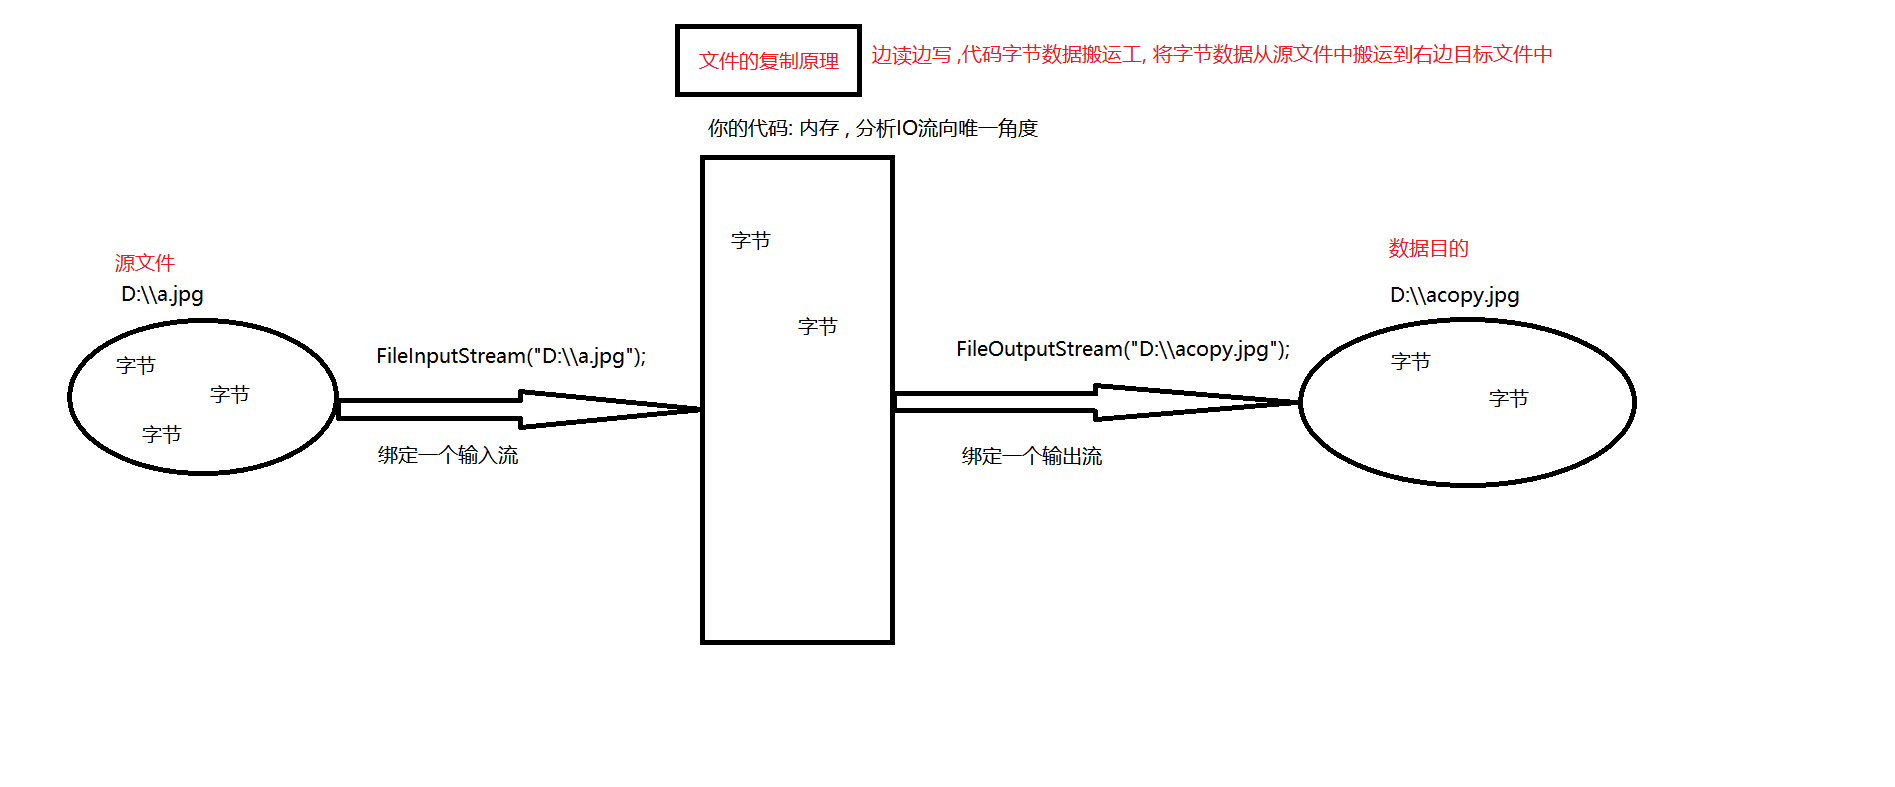 文件的复制原理
边读边写 ,代码字节数据搬运工, 将字节数据从源文件中搬运到右边目标文件中
你的代码: 内存 , 分析IO流向唯一角度
源文件
D:\\a.jpg
字节
字节
字节
FileInputStream("D:\\a.jpg");
绑定一个输入流
字节
字节
FileOutputStream("D:\\acopy.jpg");
绑定一个输出流
数据目的
D:\\acopy.jpg
字节
字节